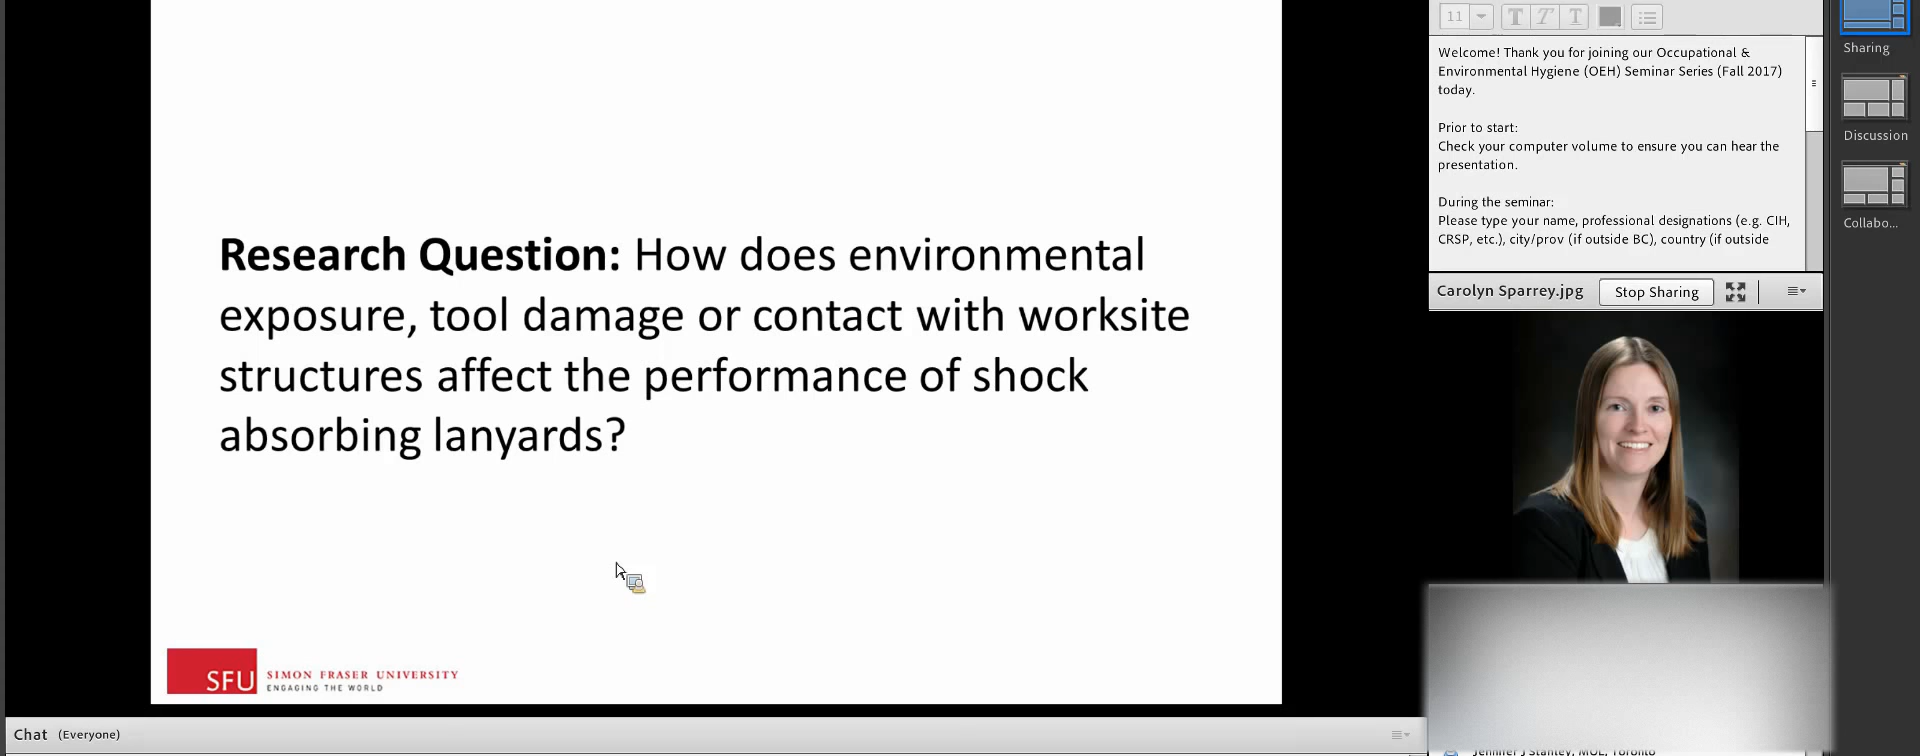 Research Question: How does environmental
exposure, tool damage or contact with worksite
structures affect the performance of shock
absorbing lanyards?
SFU
SIMON FRASER UNIVERSITY
ENGAGING THE WORLD
Chat (Everyone)
11
T T T
Welcome! Thank you for joining our Occupational &
Environmental Hygiene (OEH) Seminar Series (Fall 2017)
today.
Prior to start:
Check your computer volume to ensure you can hear the
presentation.
During the seminar:
Please type your name, professional designations (e.g. CIH,
CRSP, etc.), city/prov (if outside BC), country (if outside
Carolyn Sparrey.jpg
Stop Sharing
Jennifer J Stanley, MOL, Toronto
Sharing
Discussion
Collabo...